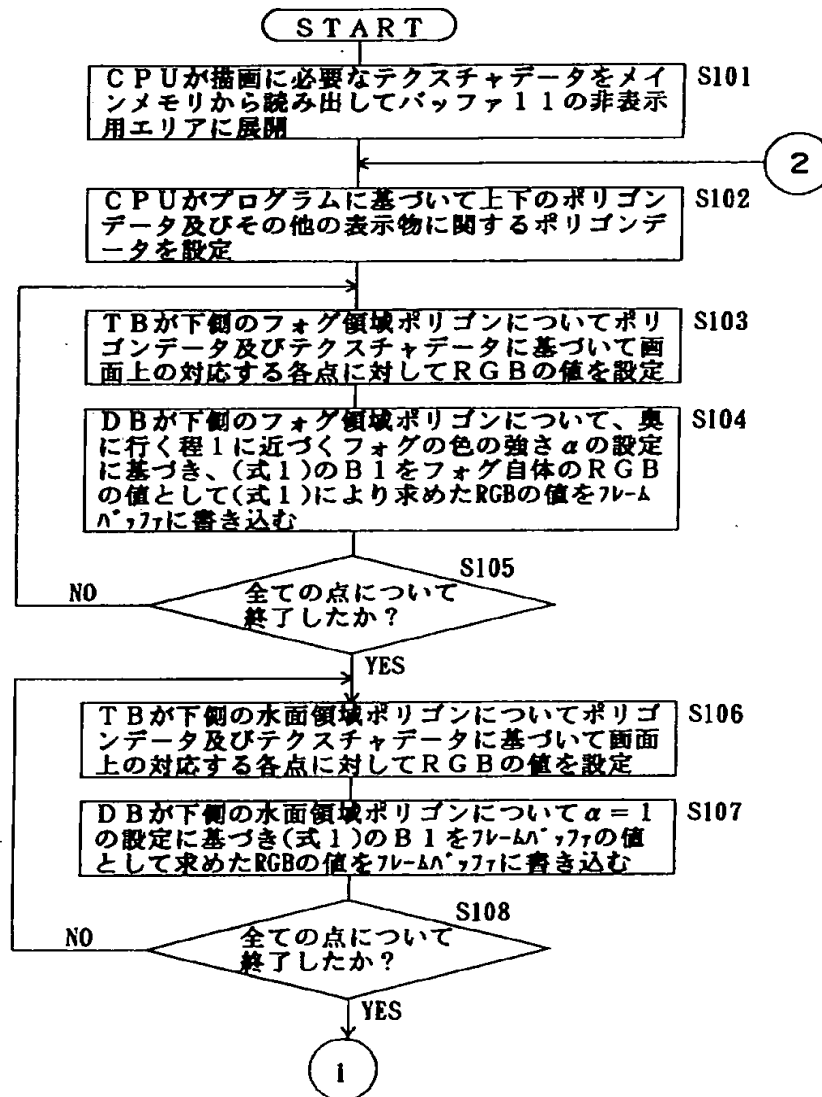 START
CPUが描画に必要なテクスチャデータをメイ
ンメモリから読み出してバッファ11の非表示
用エリアに展開
S101
2
CPUがプログラムに基づいて上下のポリゴン
データ及びその他の表示物に関するポリゴンデ
ータを設定
S102
TBが下側のフォグ領域ポリゴンについてポリ
ゴンデータ及びテクスチャデータに基づいて画
面上の対応する各点に対してRGBの値を設定
S103
DBが下側のフォグ領域ポリゴンについて、奥
に行く程1に近づくフォグの色の強さαの設定
に基づき、(式1)のB1をフォグ自体のRGB
の値として(式1)により求めたRGBの値をフレーム
バッファに書き込む
S104
S105
全ての点について
終了したか?
NO
YES
TBが下側の水面領域ポリゴンについてポリゴ
ンデータ及びテクスチャデータに基づいて画面
上の対応する各点に対してRGBの値を設定
S106
DBが下側の水面領域ポリゴンについてα=1
の設定に基づき(式1)のB1をフレームバッファの値
として求めたRGBの値をフレームバッファに書き込む
S107
S108
全ての点について
終了したか?
NO
YES
1